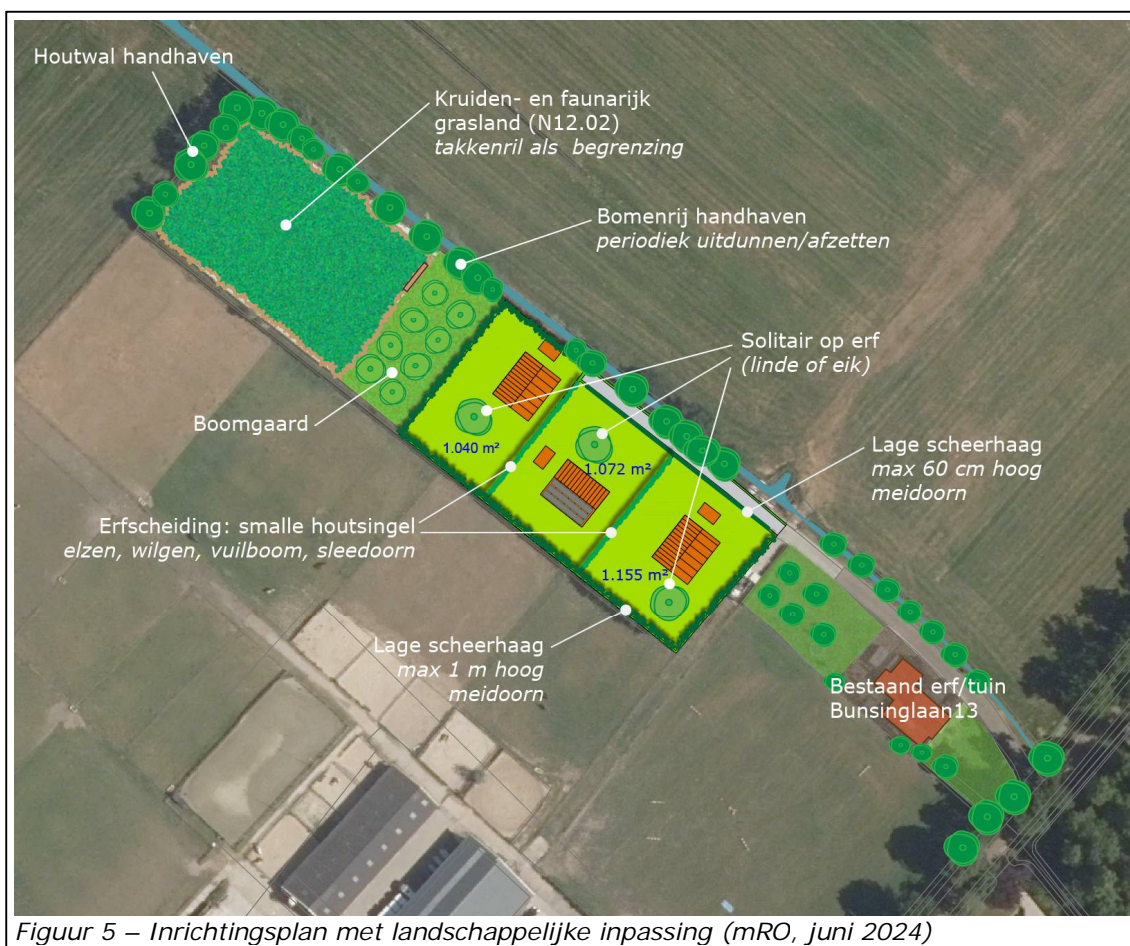 Houtwal handhaven
Kruiden- en faunarijk
grasland (N12.02)
takkenril als begrenzing
Bomenrij handhaven
periodiek uitdunnen/afzetten
Solitair op erf
(linde of eik)
Boomgaard
1.040 m²
1.072 m²
Lage scheerhaag
max 60 cm hoog
meidoorn
Erfscheiding: smalle houtsingel
elzen, wilgen, vuilboom, sleedoorn
1.155 m²
Lage scheerhaag
max 1 m hoog
meidoorn
Bestaand erf/tuin
Bunsinglaan13
Figuur 5 – Inrichtingsplan met landschappelijke inpassing (mRO, juni 2024)